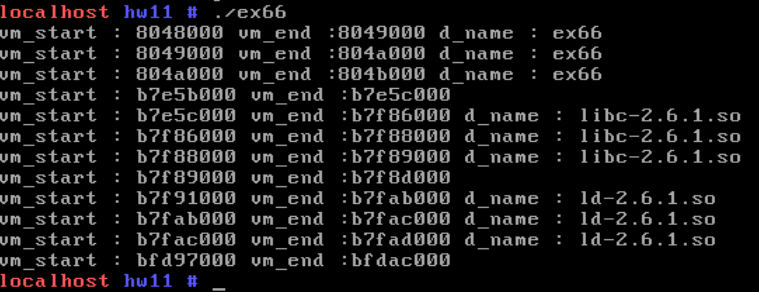 localhost hw11 # ./ex66
vm_start : 8048000 vm_end :8049000 d_name : ex66
vm_start : 8049000 vm_end :804a000 d_name : ex66
vm_start : 804a000 vm_end :804b000 d_name : ex66
vm_start : b7e5b000 vm_end :b7e5c000
vm_start : b7e5c000 vm_end :b7f86000 d_name : libc-2.6.1.so
vm_start : b7f86000 vm_end :b7f88000 d_name : libc-2.6.1.so
vm_start : b7f88000 vm_end :b7f89000 d_name : libc-2.6.1.so
vm_start : b7f89000 vm_end :b7f8d000
vm_start : b7f91000 vm_end :b7fab000 d_name : ld-2.6.1.so
vm_start : b7fab000 vm_end :b7fac000 d_name : ld-2.6.1.so
vm_start : b7fac000 vm_end :b7fad000 d_name : ld-2.6.1.so
vm_start : bfd97000 vm_end :bfdac000
localhost hw11 # _